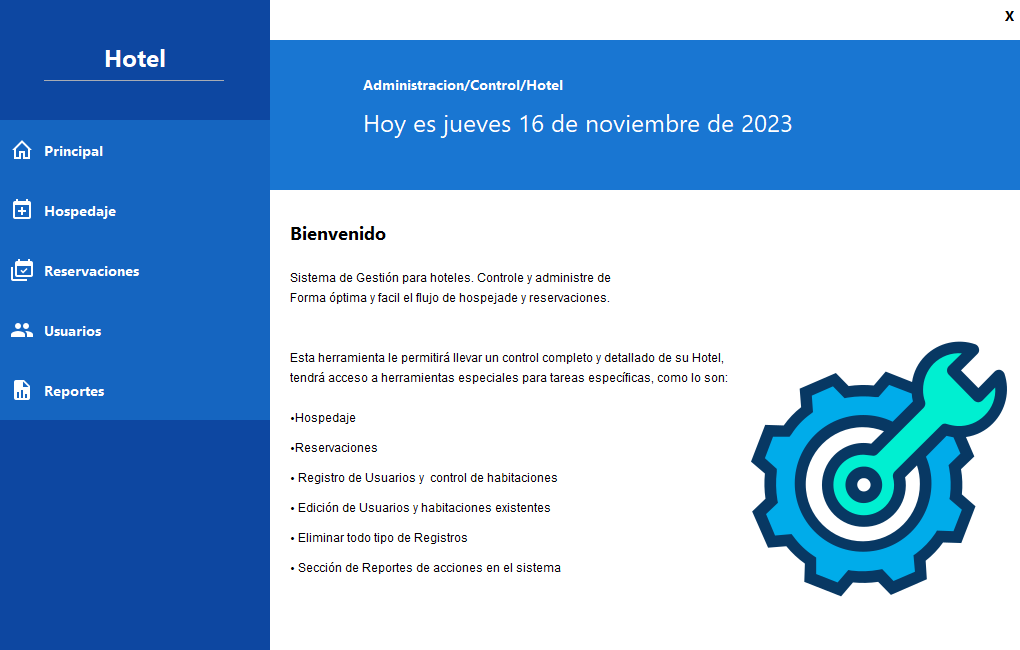 X
Hotel
Administracion/Control/Hotel
Hoy es jueves 16 de noviembre de 2023
Principal
Hospedaje
Reservaciones
Usuarios
Reportes
Bienvenido
Sistema de Gestión para hoteles. Controle y administre de
Forma óptima y facil el flujo de hospejade y reservaciones.
Esta herramienta le permitirá llevar un control completo y detallado de su Hotel,
tendrá acceso a herramientas especiales para tareas específicas, como lo son:
•Hospedaje
•Reservaciones
• Registro de Usuarios y  control de habitaciones
• Edición de Usuarios y habitaciones existentes
• Eliminar todo tipo de Registros
• Sección de Reportes de acciones en el sistema